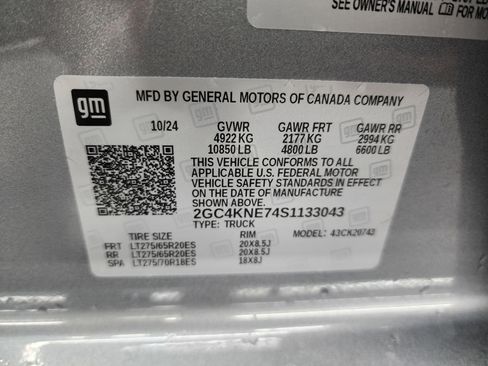 SEE OWNER'S MANUAL FOR MO
gm
MFD BY GENERAL MOTORS OF CANADA COMPANY
10/24 GVWR GAWR FRT GAWR RR
4922 KG 2177 KG 2994 KG
10850 LB 4800 LB 6600 LB
THIS VEHICLE CONFORMS TO ALL
APPLICABLE U.S. FEDERAL MOTOR
VEHICLE SAFETY STANDARDS IN EFFECT
ON THE DATE OF MANUFACTURE
SHOWN ABOVE.
2GC4KNE74S1133043
TYPE: TRUCK MODEL: 43CK20743
TIRE SIZE RIM
FRT LT275/65R20ES 20X8.5J
RR LT275/65R20ES 20X8.5J
SPA LT275/70R18ES 18X8J